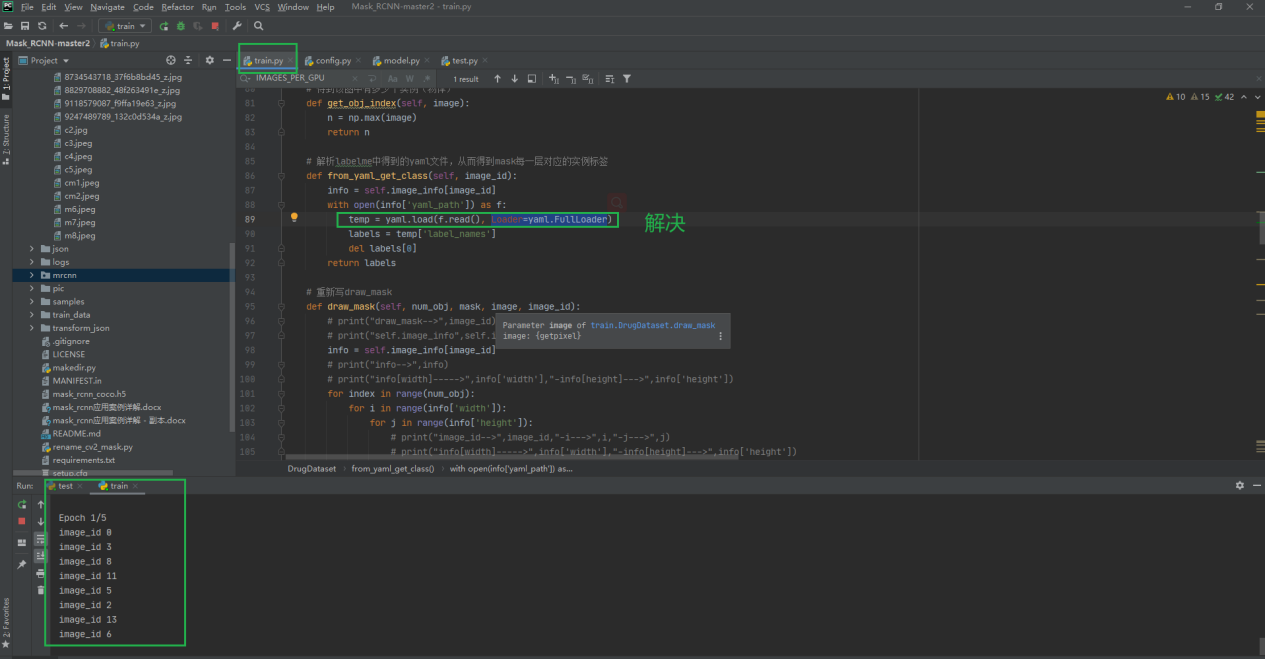 File Edit View Navigate Code Refactor Run Tools VCS Window Help Mask_RCNN-master2 - train.py
train
Mask_RCNN-master2 train.py
Project
train.py config.py model.py test.py
IMAGES_PER_GPU Aa W 1 result
1: Project
Z: Structure
2: Favorites
8734543718_37f6b8bd45_z.jpg
8829708882_48f263491e_z.jpg
9118579087_f9ffa19e63_z.jpg
9247489789_132c0d534a_z.jpg
c2.jpg
c3.jpeg
c4.jpeg
c5.jpeg
cm1.jpeg
cm2.jpeg
m6.jpeg
m7.jpeg
m8.jpeg
json
logs
mrcnn
pic
samples
train_data
transform_json
.gitignore
LICENSE
makedir.py
MANIFEST.in
mask_rcnn_coco.h5
mask_rcnn应用案例详解.docx
mask_rcnn应用案例详解 - 副本.docx
README.md
rename_cv2_mask.py
requirements.txt
setup.cfg
10 15 42
81 def get_obj_index(self, image):
82 n = np.max(image)
83 return n
84
85 # 解析labelme中得到的yaml文件，从而得到mask每一层对应的实例标签
86 def from_yaml_get_class(self, image_id):
87 info = self.image_info[image_id]
88 with open(info['yaml_path']) as f:
89 temp = yaml.load(f.read(), Loader=yaml.FullLoader)
解决
90 labels = temp['label_names']
91 del labels[0]
92 return labels
93
94 # 重新写draw_mask
95 def draw_mask(self, num_obj, mask, image, image_id):
96 # print("draw_mask-->",image_id)
97 # print("self.image_info",self.i
98 info = self.image_info[image_id]
99 # print("info-->",info)
100 # print("info[width]----->",info['width'],"-info[height]--->",info['height'])
101 for index in range(num_obj):
102 for i in range(info['width']):
103 for j in range(info['height']):
104 # print("image_id-->",image_id,"-i--->",i,"-j--->",j)
105 # print("info[width]----->",info['width'],"-info[height]--->",info['height'])
Parameter image of train.DrugDataset.draw_mask
image: {getpixel}
DrugDataset from_yaml_get_class() with open(info['yaml_path']) as...
Run: test train
Epoch 1/5
image_id 0
image_id 3
image_id 8
image_id 11
image_id 5
image_id 2
image_id 13
image_id 6